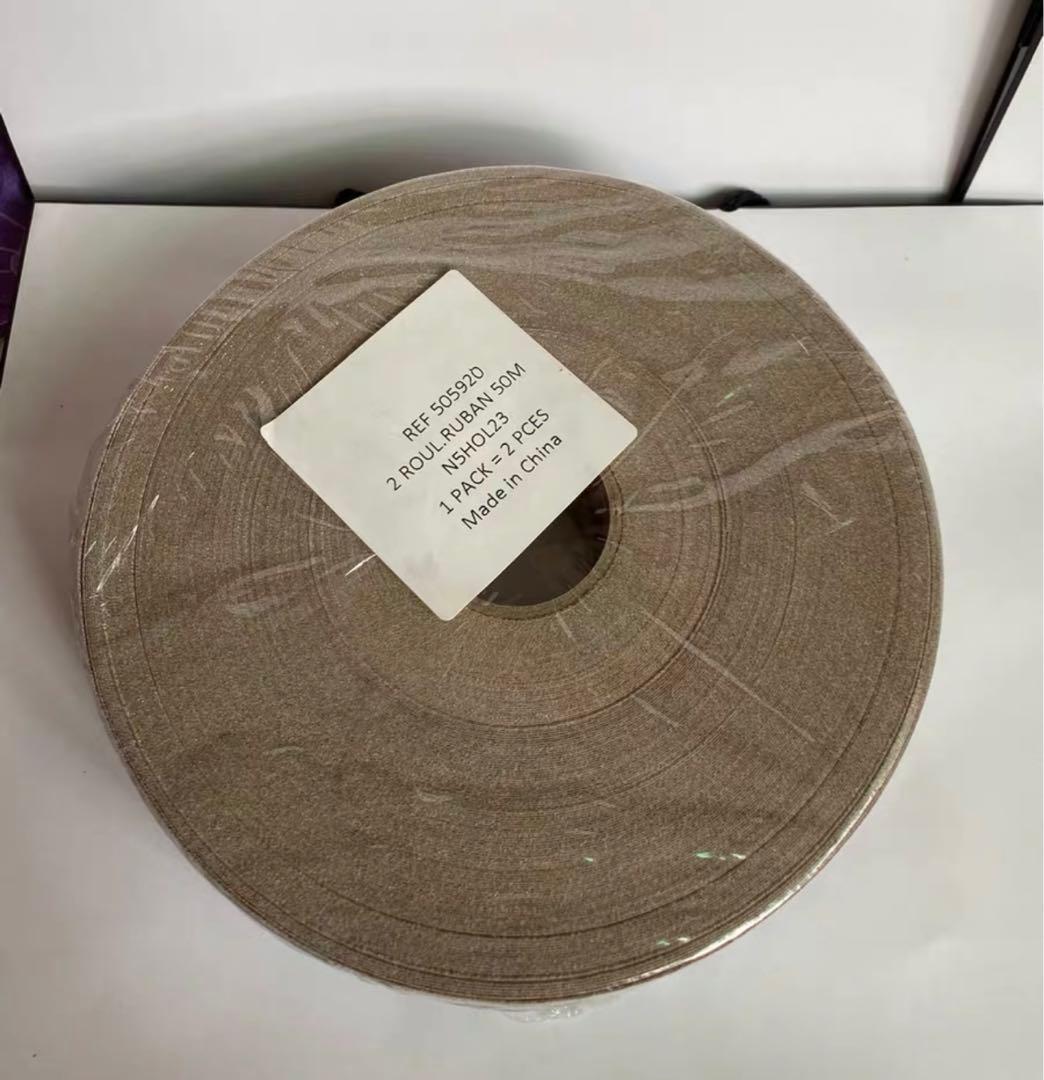 REF 505920
2 ROUL.RUBAN 50M
N5HOL23
1 PACK = 2 PCES
Made in China